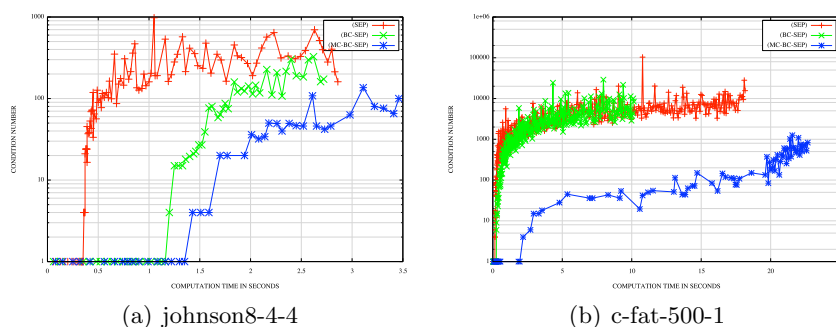 1000
100
10
1
0
0.5
1
1.5
2
2.5
3
3.5
CONDITION NUMBER
COMPUTATION TIME IN SECONDS
(SEP)
(BC-SEP)
(MC-BC-SEP)
(a) johnson8-4-4
1e+06
100000
10000
1000
100
10
1
0
5
10
15
20
CONDITION NUMBER
COMPUTATION TIME IN SECONDS
(SEP)
(BC-SEP)
(MC-BC-SEP)
(b) c-fat-500-1